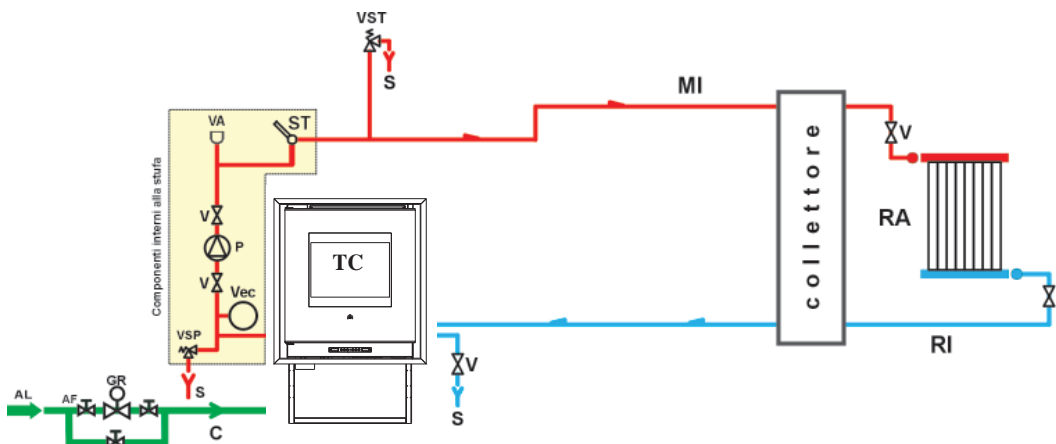 VST
S
MI
VA
ST
V
collettore
RA
Componenti interni alla stufa
V
P
V
Vec
TC
VSP
V
RI
S
S
AL
AF
GR
C